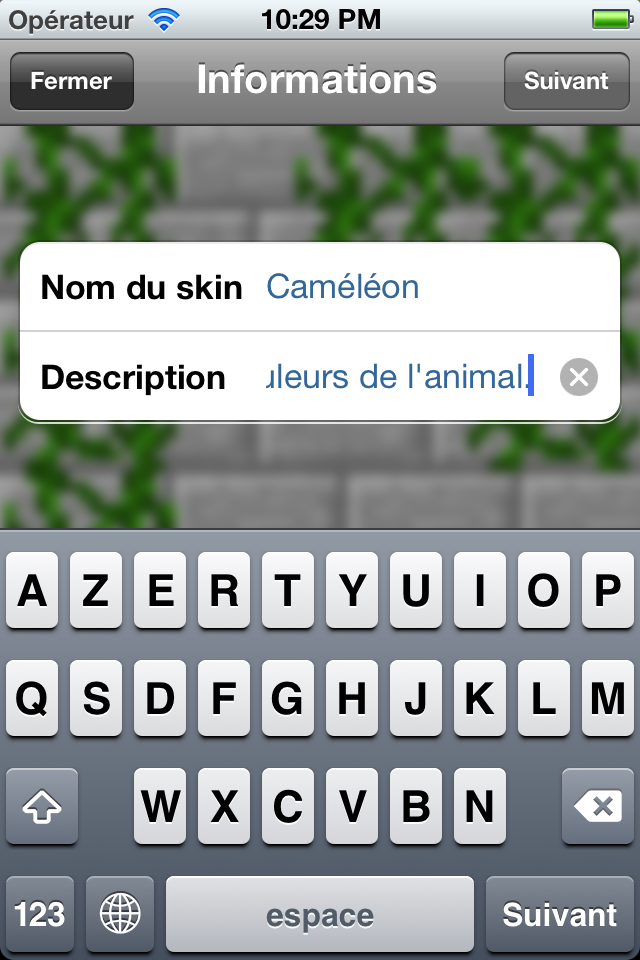 Opérateur 10:29 PM
Fermer Informations Suivant
Nom du skin Caméléon
Description uleurs de l'animal.
A Z E R T Y U I O P
Q S D F G H J K L M
W X C V B N
123 espace Suivant